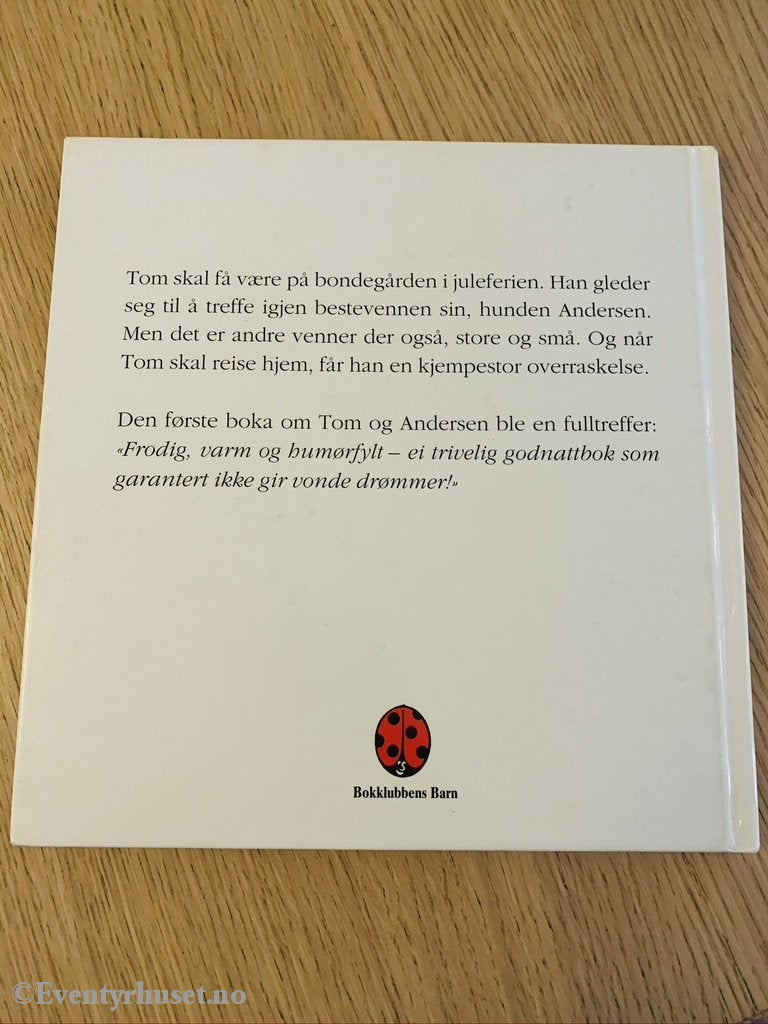 Tom skal få være på bondegården i juleferien. Han gleder
seg til å treffe igjen bestevennen sin, hunden Andersen.
Men det er andre venner der også, store og små. Og når
Tom skal reise hjem, får han en kjempestor overraskelse.
Den første boka om Tom og Andersen ble en fulltreffer:
«Frodig, varm og humørfylt – ei trivelig godnattbok som
garantert ikke gir vonde drømmer!»
Bokklubbens Barn
©Eventyrhuset.no